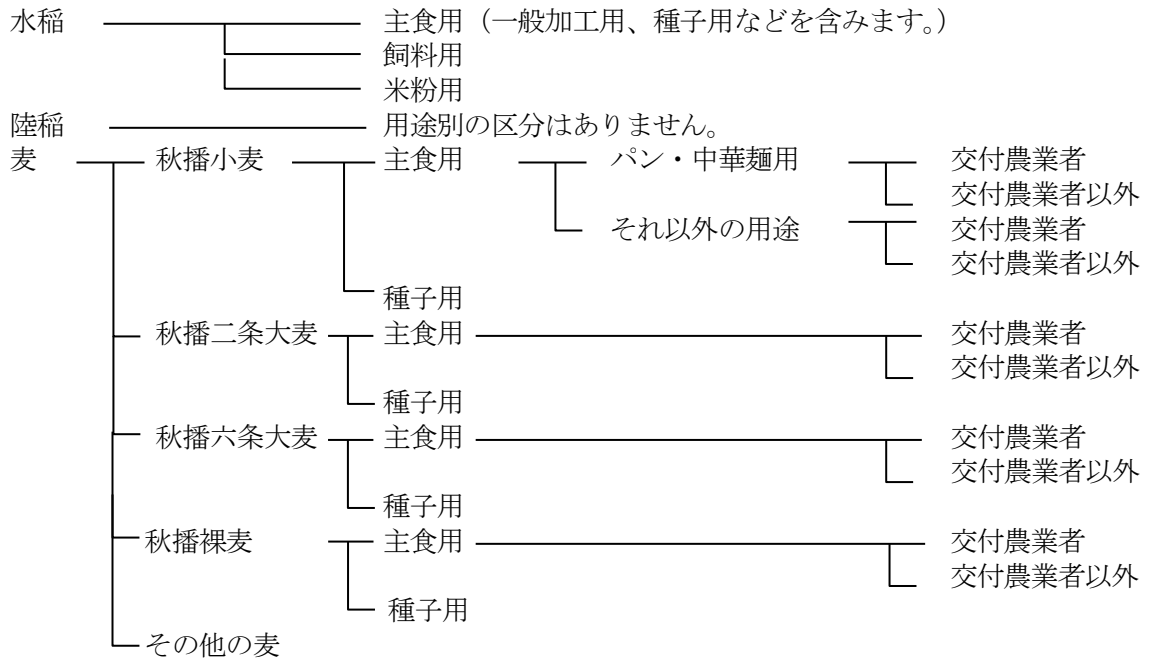 水稲 主食用（一般加工用、種子用などを含みます。）
飼料用
米粉用
陸稲 用途別の区分はありません。
麦 秋播小麦 主食用 パン・中華麺用 交付農業者
交付農業者以外
それ以外の用途 交付農業者
交付農業者以外
種子用
秋播二条大麦 主食用 交付農業者
交付農業者以外
種子用
秋播六条大麦 主食用 交付農業者
交付農業者以外
種子用
秋播裸麦 主食用 交付農業者
交付農業者以外
種子用
その他の麦